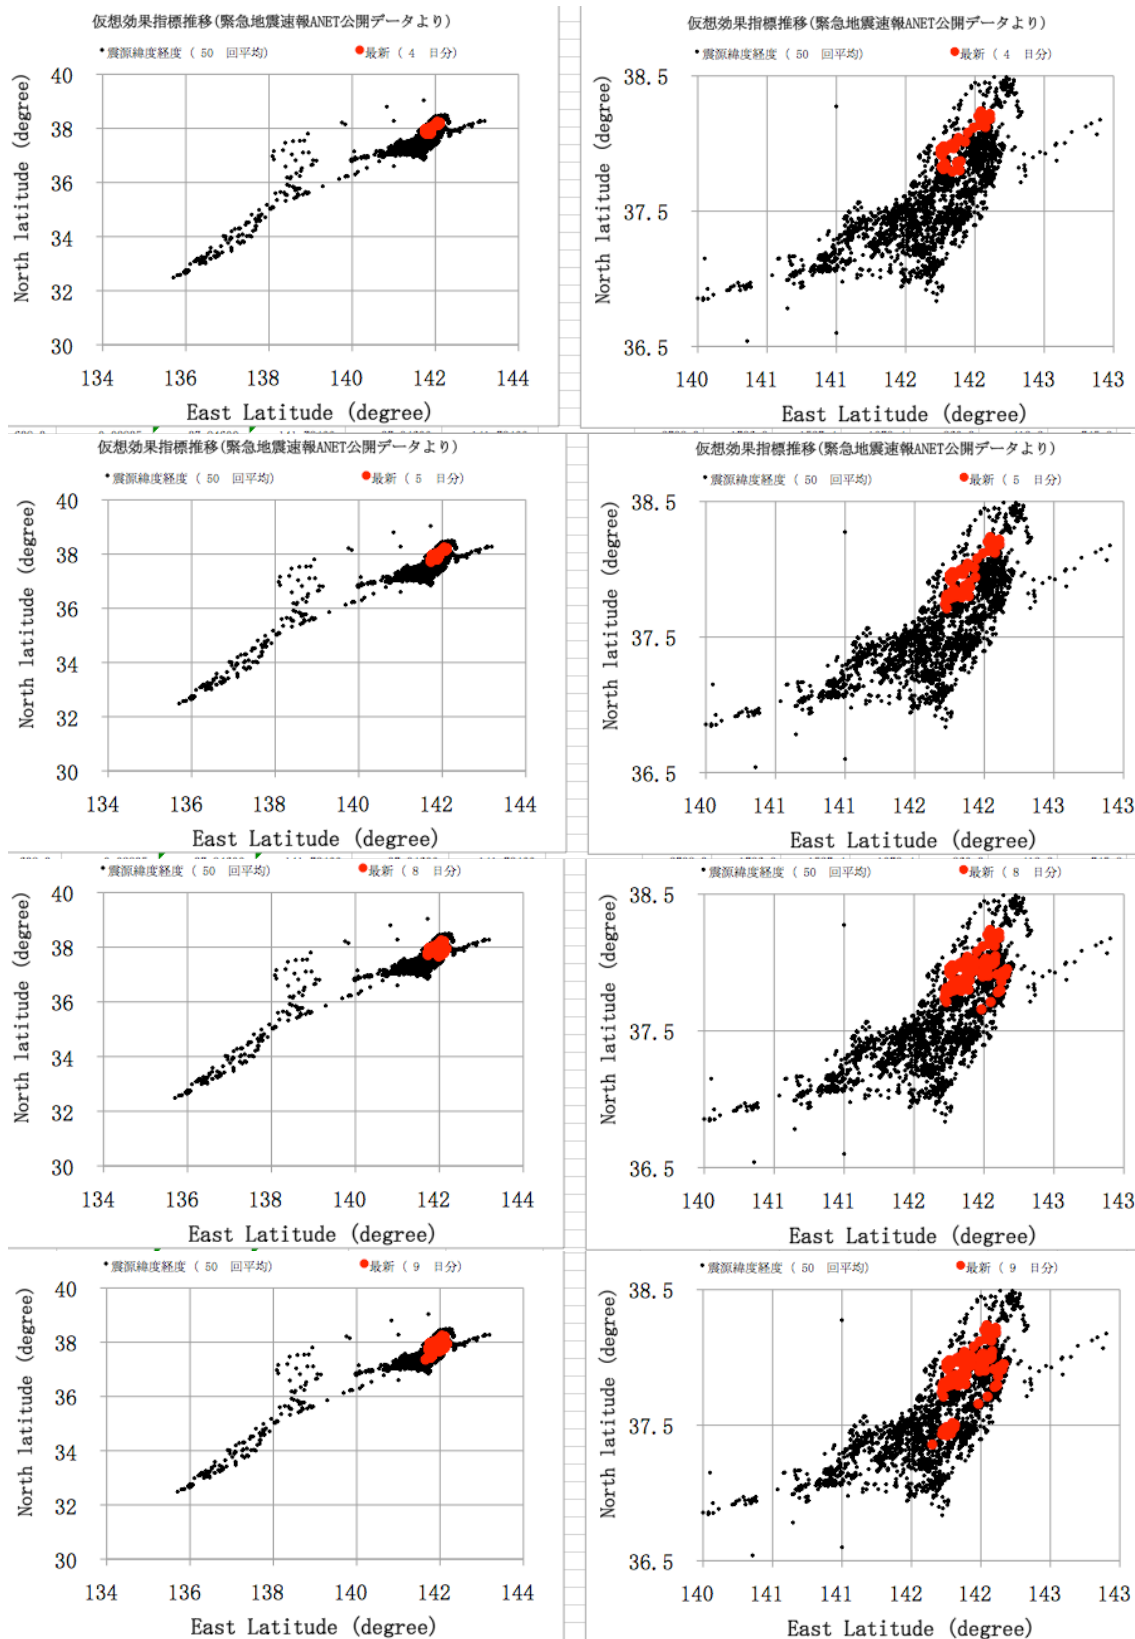 仮想効果指標推移(緊急地震速報ANET公開データより)
震源緯度経度 ( 50 回平均)
最新 ( 4 日分)
North latitude (degree)
40
38
36
34
32
30
134
136
138
140
142
144
East Latitude (degree)
仮想効果指標推移(緊急地震速報ANET公開データより)
震源緯度経度 ( 50 回平均)
最新 ( 4 日分)
North latitude (degree)
38.5
37.5
36.5
140
141
141
142
142
143
143
East Latitude (degree)
仮想効果指標推移(緊急地震速報ANET公開データより)
震源緯度経度 ( 50 回平均)
最新 ( 5 日分)
North latitude (degree)
40
38
36
34
32
30
134
136
138
140
142
144
East Latitude (degree)
仮想効果指標推移(緊急地震速報ANET公開データより)
震源緯度経度 ( 50 回平均)
最新 ( 5 日分)
North latitude (degree)
38.5
37.5
36.5
140
141
141
142
142
143
143
East Latitude (degree)
震源緯度経度 ( 50 回平均)
最新 ( 8 日分)
North latitude (degree)
40
38
36
34
32
30
134
136
138
140
142
144
East Latitude (degree)
震源緯度経度 ( 50 回平均)
最新 ( 8 日分)
North latitude (degree)
38.5
37.5
36.5
140
141
141
142
142
143
143
East Latitude (degree)
震源緯度経度 ( 50 回平均)
最新 ( 9 日分)
North latitude (degree)
40
38
36
34
32
30
134
136
138
140
142
144
East Latitude (degree)
震源緯度経度 ( 50 回平均)
最新 ( 9 日分)
North latitude (degree)
38.5
37.5
36.5
140
141
141
142
142
143
143
East Latitude (degree)